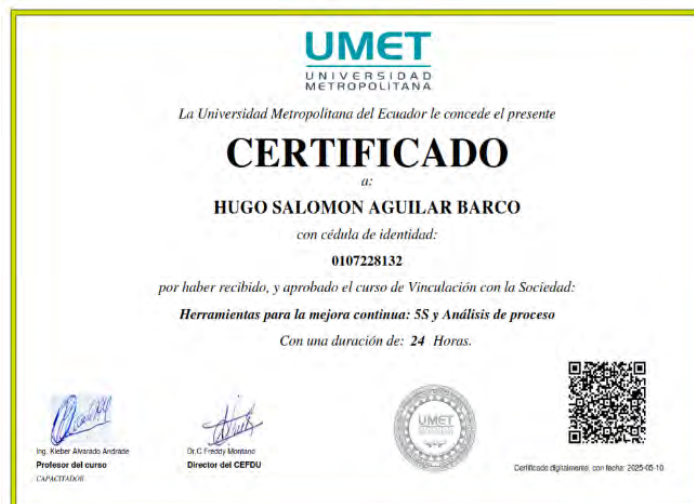 UMET
UNIVERSIDAD
METROPOLITANA
La Universidad Metropolitana del Ecuador le concede el presente
CERTIFICADO
a:
HUGO SALOMON AGUILAR BARCO
con cédula de identidad:
0107228132
por haber recibido, y aprobado el curso de Vinculación con la Sociedad:
Herramientas para la mejora continua: 5S y Análisis de proceso
Con una duración de: 24 Horas.
Ing. Kleber Alvarado Andrade
Profesor del curso
CAPACITADOR
Dr.C Freddy Montano
Director del CEFDU
UMET
Certificado digitalmente, con fecha: 2025-05-10